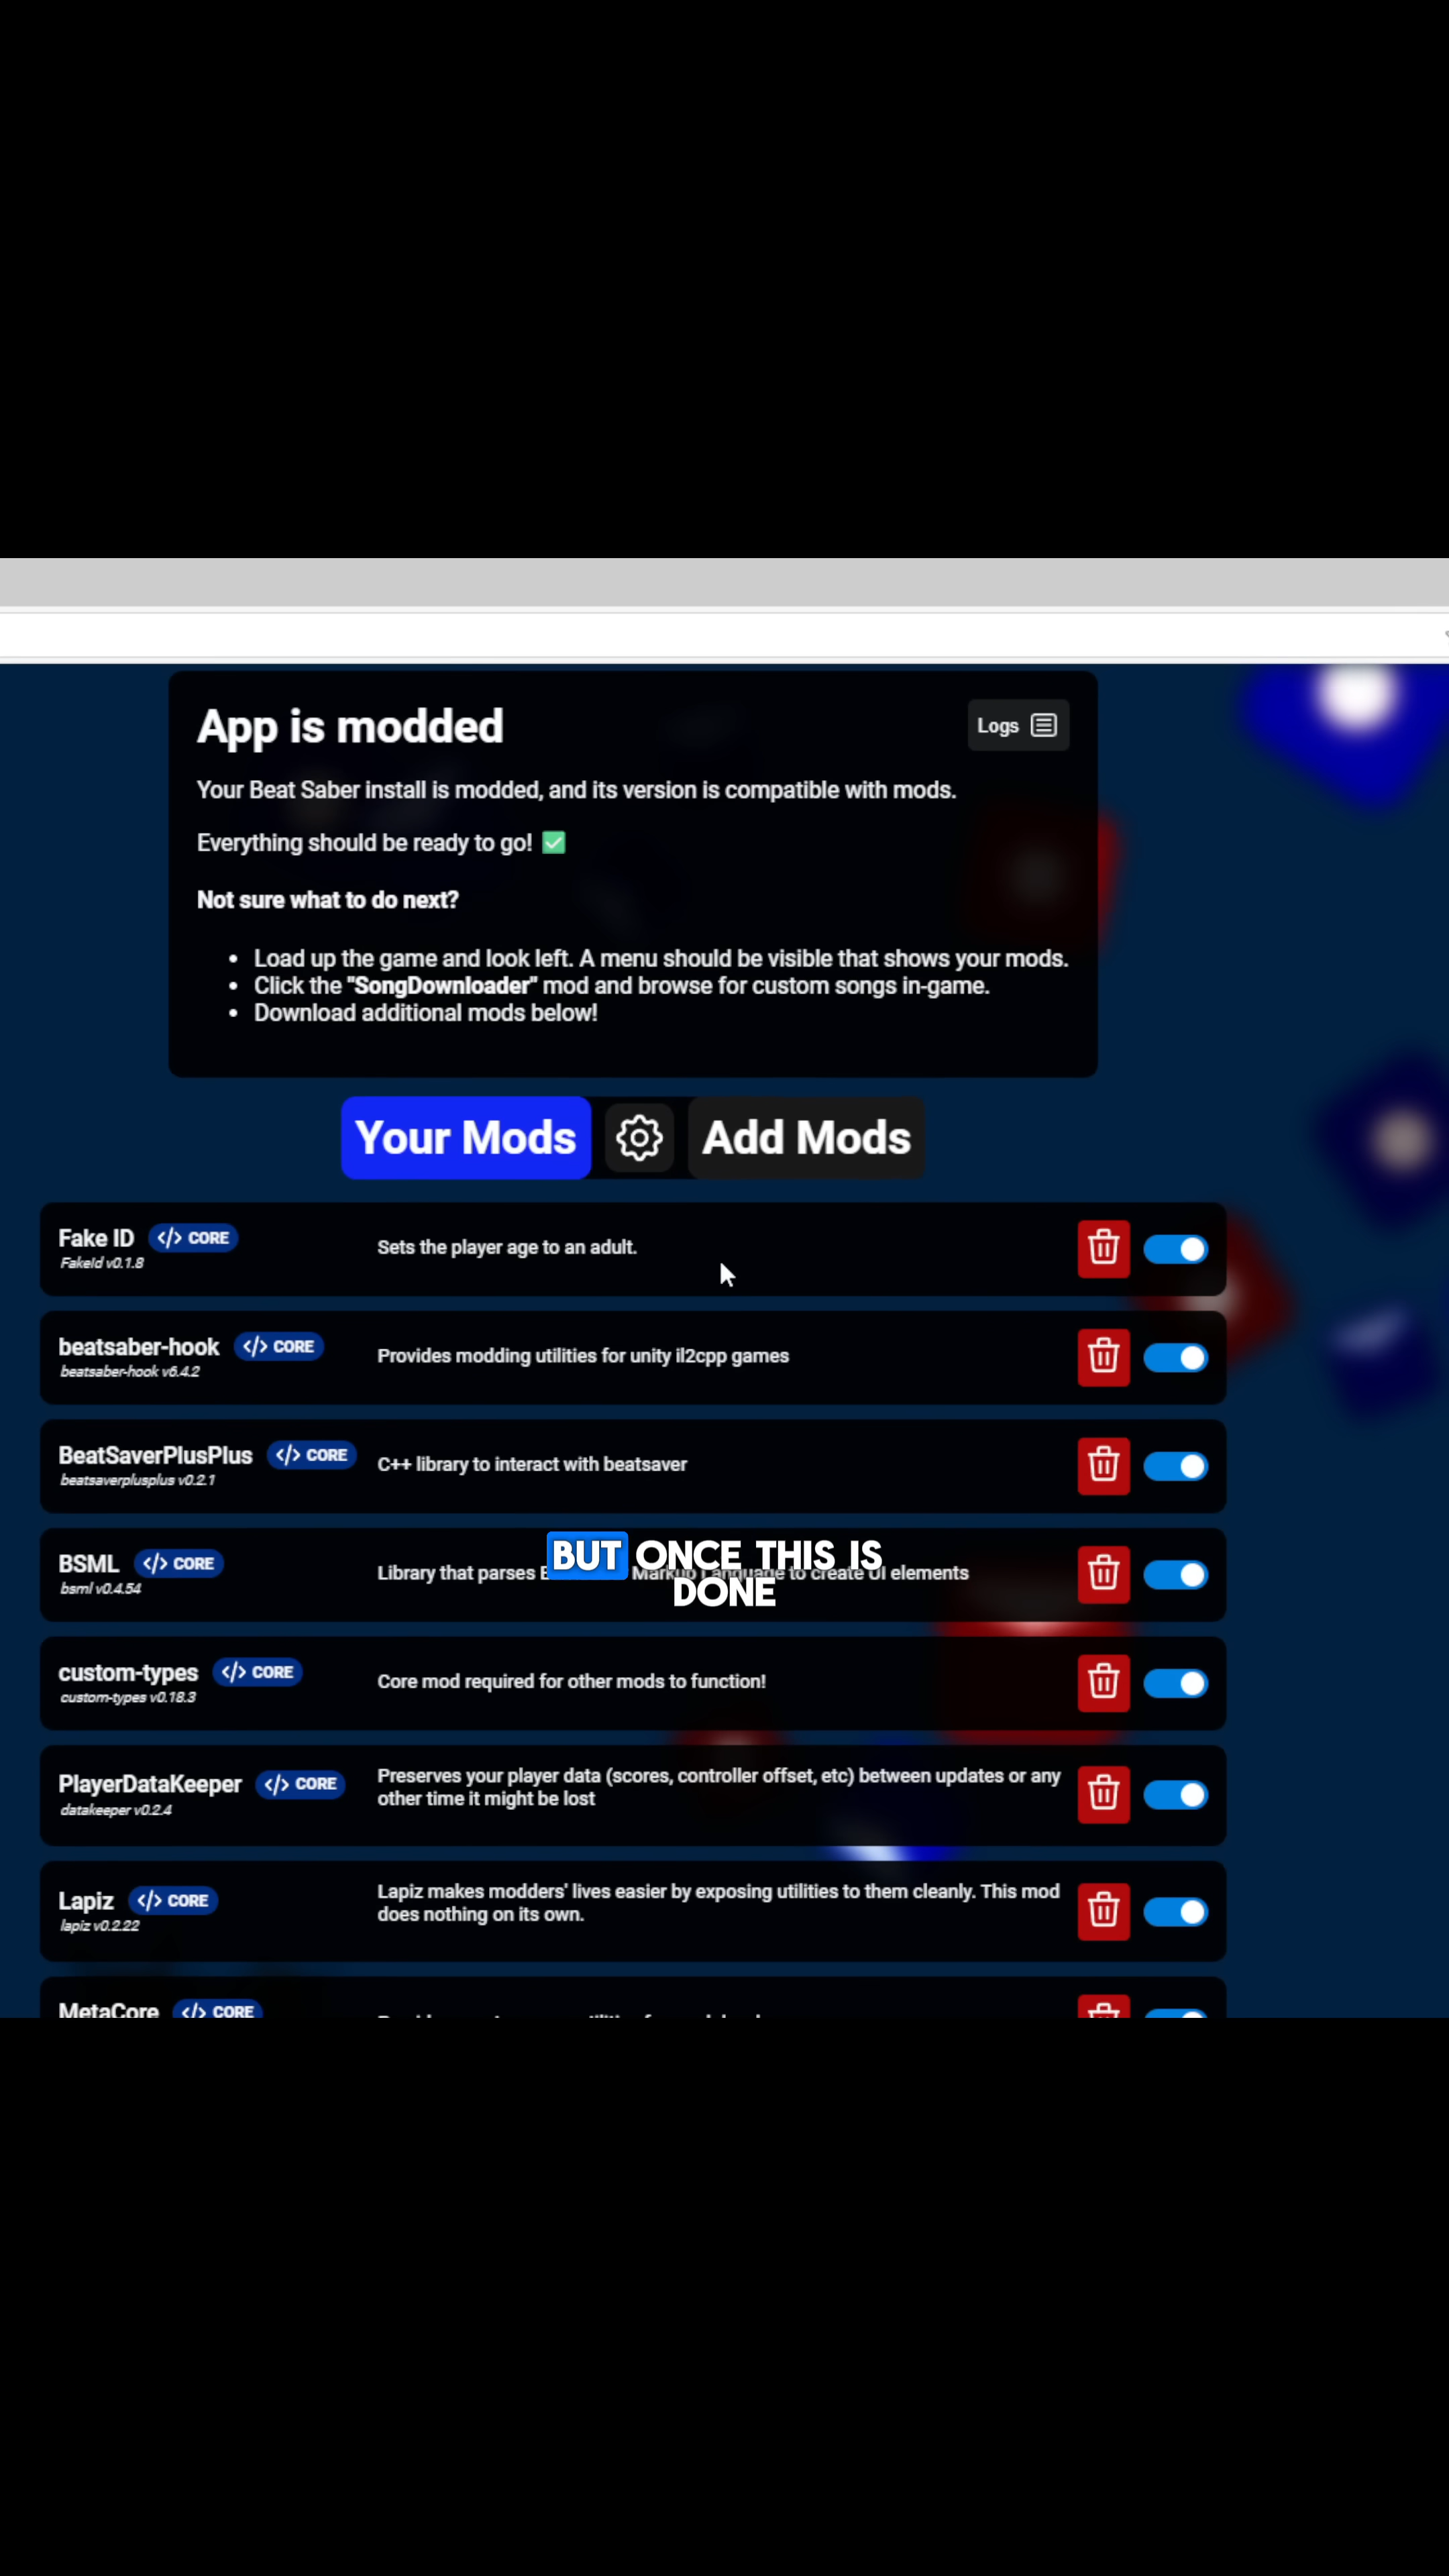 App is modded
Logs
Your Beat Saber install is modded, and its version is compatible with mods.
Everything should be ready to go! ✅
Not sure what to do next?
• Load up the game and look left. A menu should be visible that shows your mods.
• Click the "SongDownloader" mod and browse for custom songs in-game.
• Download additional mods below!
Your Mods
Add Mods
Fake ID </> CORE
FakeId v0.1.8
Sets the player age to an adult.
beatsaber-hook </> CORE
beatsaber-hook v6.4.2
Provides modding utilities for unity il2cpp games
BeatSaverPlusPlus </> CORE
beatsaverplusplus v0.2.1
C++ library to interact with beatsaver
BSML </> CORE
bsml v0.4.54
Library that parses Markup Language to create UI elements
BUT ONCE THIS IS
DONE
custom-types </> CORE
custom-types v0.18.3
Core mod required for other mods to function!
PlayerDataKeeper </> CORE
datakeeper v0.2.4
Preserves your player data (scores, controller offset, etc) between updates or any
other time it might be lost
Lapiz </> CORE
lapiz v0.2.22
Lapiz makes modders' lives easier by exposing utilities to them cleanly. This mod
does nothing on its own.
MetaCore </> CORE